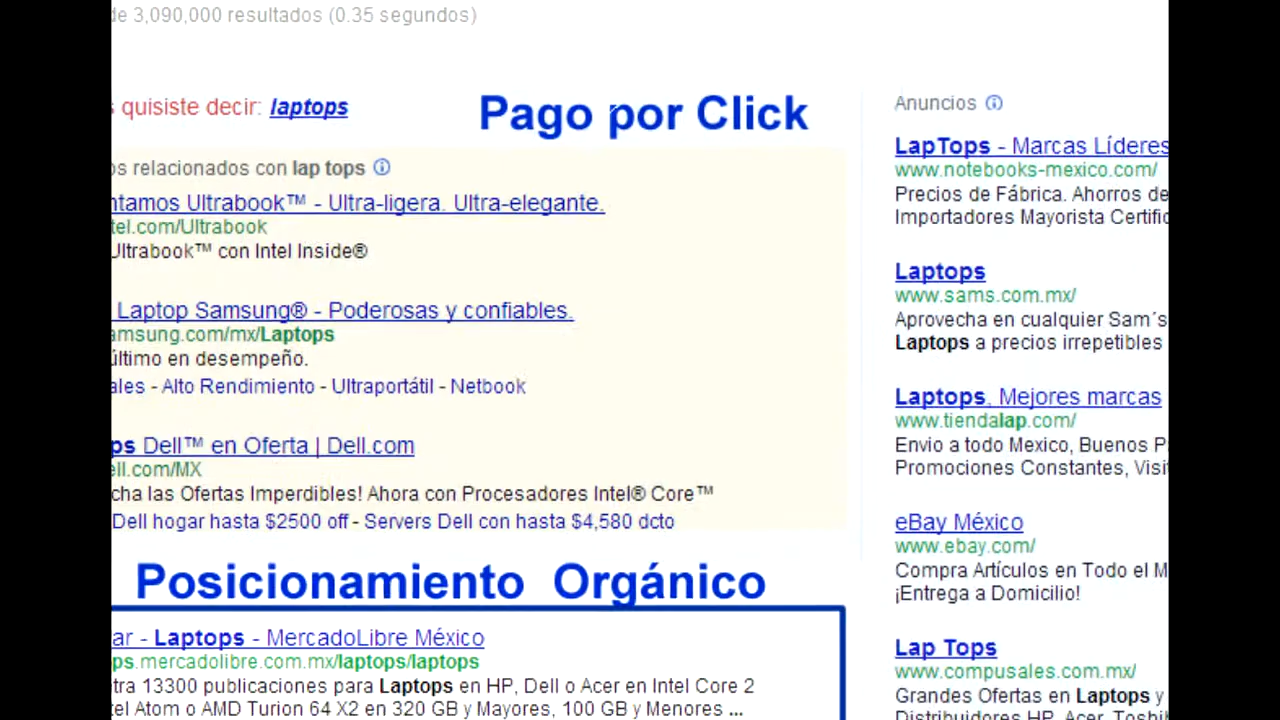 de 3,090,000 resultados (0.35 segundos)
quisiste decir: laptops
Pago por Click
relacionados con lap tops
ntamos Ultrabook™ - Ultra-ligera. Ultra-elegante.
tel.com/Ultrabook
Ultrabook™ con Intel Inside®
Laptop Samsung® - Poderosas y confiables.
amsung.com/mx/Laptops
último en desempeño.
ales - Alto Rendimiento - Ultraportátil - Netbook
ps Dell™ en Oferta | Dell.com
ell.com/MX
cha las Ofertas Imperdibles! Ahora con Procesadores Intel® Core™
Dell hogar hasta $2500 off - Servers Dell con hasta $4,580 dcto
Posicionamiento Orgánico
ar - Laptops - MercadoLibre México
ps.mercadolibre.com.mx/laptops/laptops
tra 13300 publicaciones para Laptops en HP, Dell o Acer en Intel Core 2
tel Atom o AMD Turion 64 X2 en 320 GB y Mayores, 100 GB y Menores ...
Anuncios
LapTops - Marcas Líderes
www.notebooks-mexico.com/
Precios de Fábrica. Ahorros de
Importadores Mayorista Certific
Laptops
www.sams.com.mx/
Aprovecha en cualquier Sam´s
Laptops a precios irrepetibles
Laptops, Mejores marcas
www.tiendalap.com/
Envio a todo Mexico, Buenos P
Promociones Constantes, Visi
eBay México
www.ebay.com/
Compra Artículos en Todo el M
¡Entrega a Domicilio!
Lap Tops
www.compusales.com.mx/
Grandes Ofertas en Laptops y
Distribuidores HP, Acer, Toshib